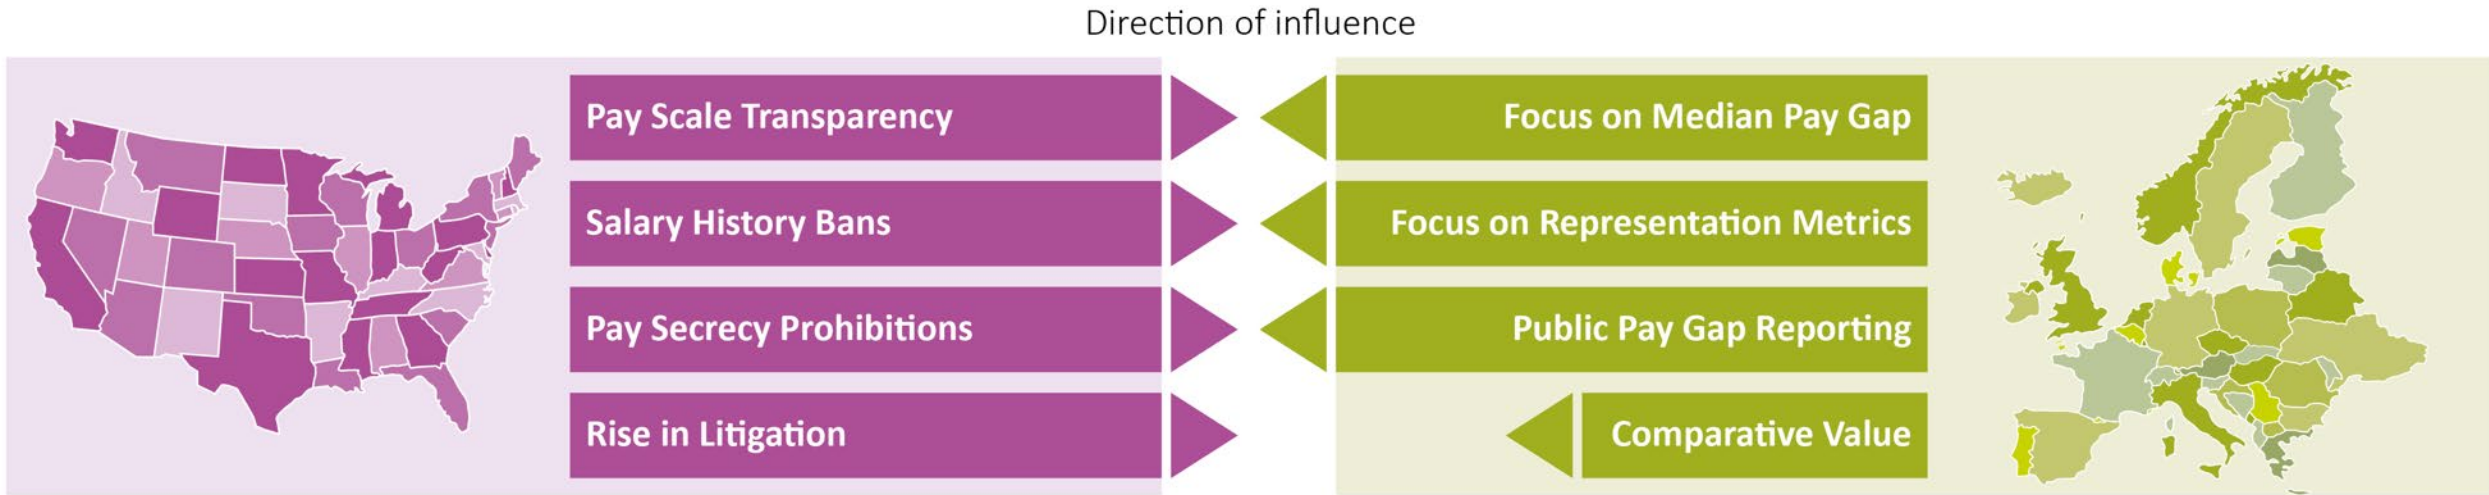 Direction of influence
Pay Scale Transparency
Focus on Median Pay Gap
Salary History Bans
Focus on Representation Metrics
Pay Secrecy Prohibitions
Public Pay Gap Reporting
Rise in Litigation
Comparative Value